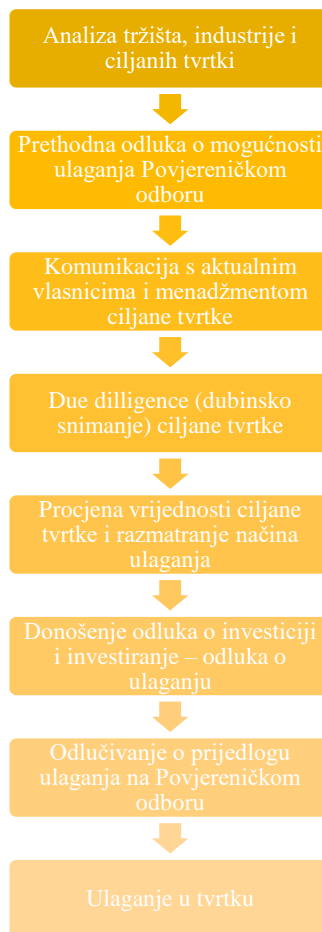 Analiza tržišta, industrije i
ciljanih tvrtki
Prethodna odluka o mogućnosti
ulaganja Povjereničkom
odboru
Komunikacija s aktualnim
vlasnicima i menadžmentom
ciljane tvrtke
Due dilligence (dubinsko
snimanje) ciljane tvrtke
Procjena vrijednosti ciljane
tvrtke i razmatranje načina
ulaganja
Donošenje odluka o investiciji
i investiranje – odluka o
ulaganju
Odlučivanje o prijedlogu
ulaganja na Povjereničkom
odboru
Ulaganje u tvrtku